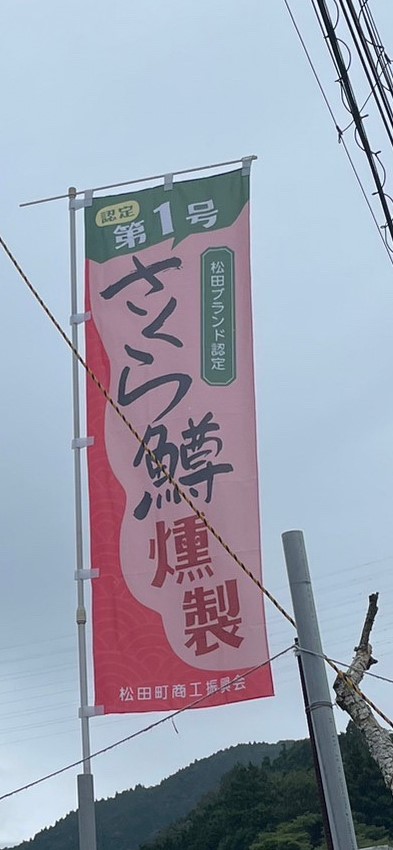 認定
第1号
松田ブランド認定
さくら鱒
燻製
松田町商工振興会